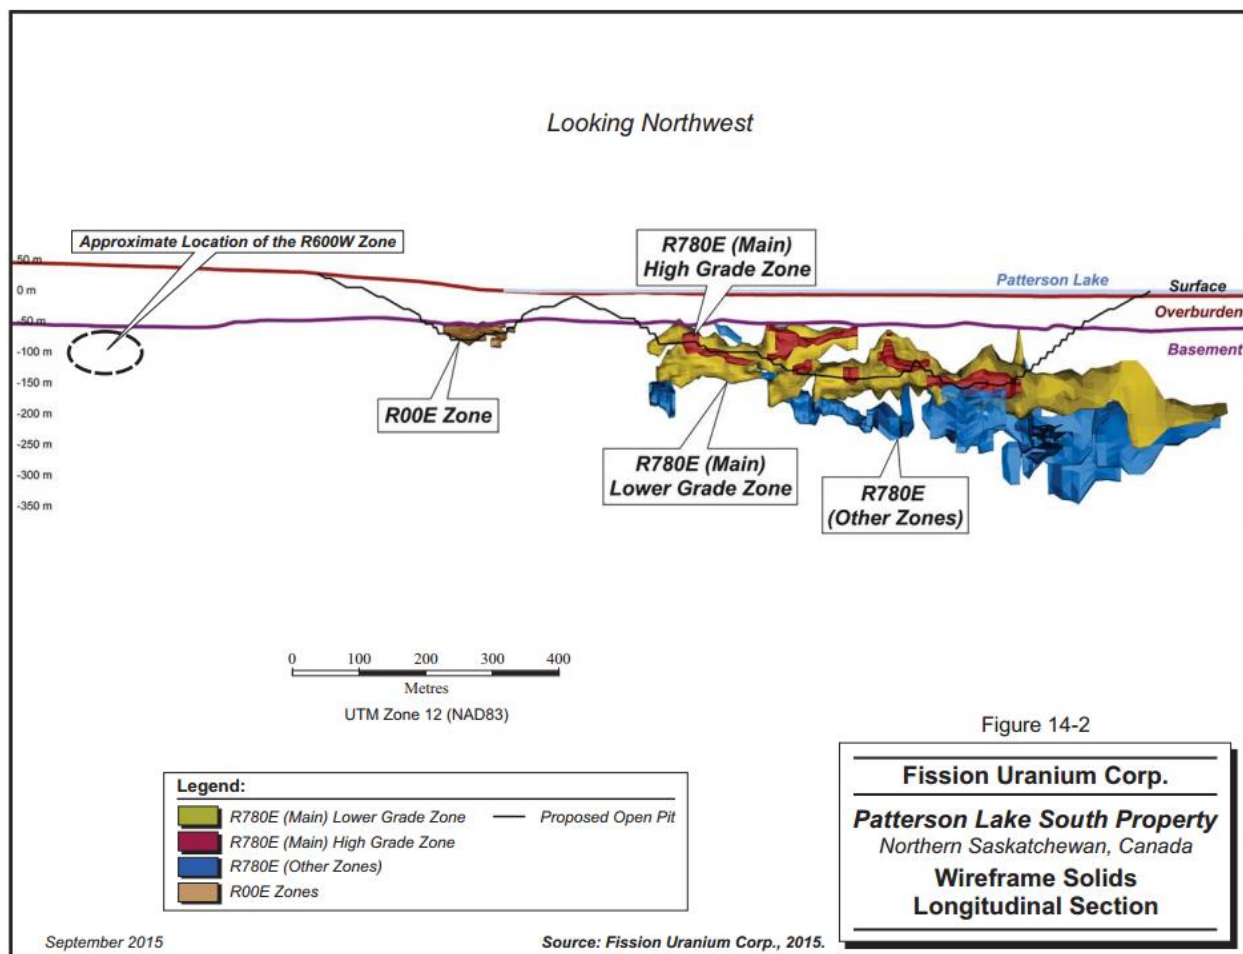 Looking Northwest
Approximate Location of the R600W Zone
R780E (Main)
High Grade Zone
50 m
0 m
-50 m
-100 m
-150 m
-200 m
-250 m
-300 m
-350 m
Patterson Lake
Surface
Overburden
Basement
R00E Zone
R780E (Main)
Lower Grade Zone
R780E
(Other Zones)
0 100 200 300 400
Metres
UTM Zone 12 (NAD83)
Figure 14-2
Fission Uranium Corp.
Patterson Lake South Property
Northern Saskatchewan, Canada
Wireframe Solids
Longitudinal Section
Legend:
R780E (Main) Lower Grade Zone
Proposed Open Pit
R780E (Main) High Grade Zone
R780E (Other Zones)
R00E Zones
September 2015
Source: Fission Uranium Corp., 2015.